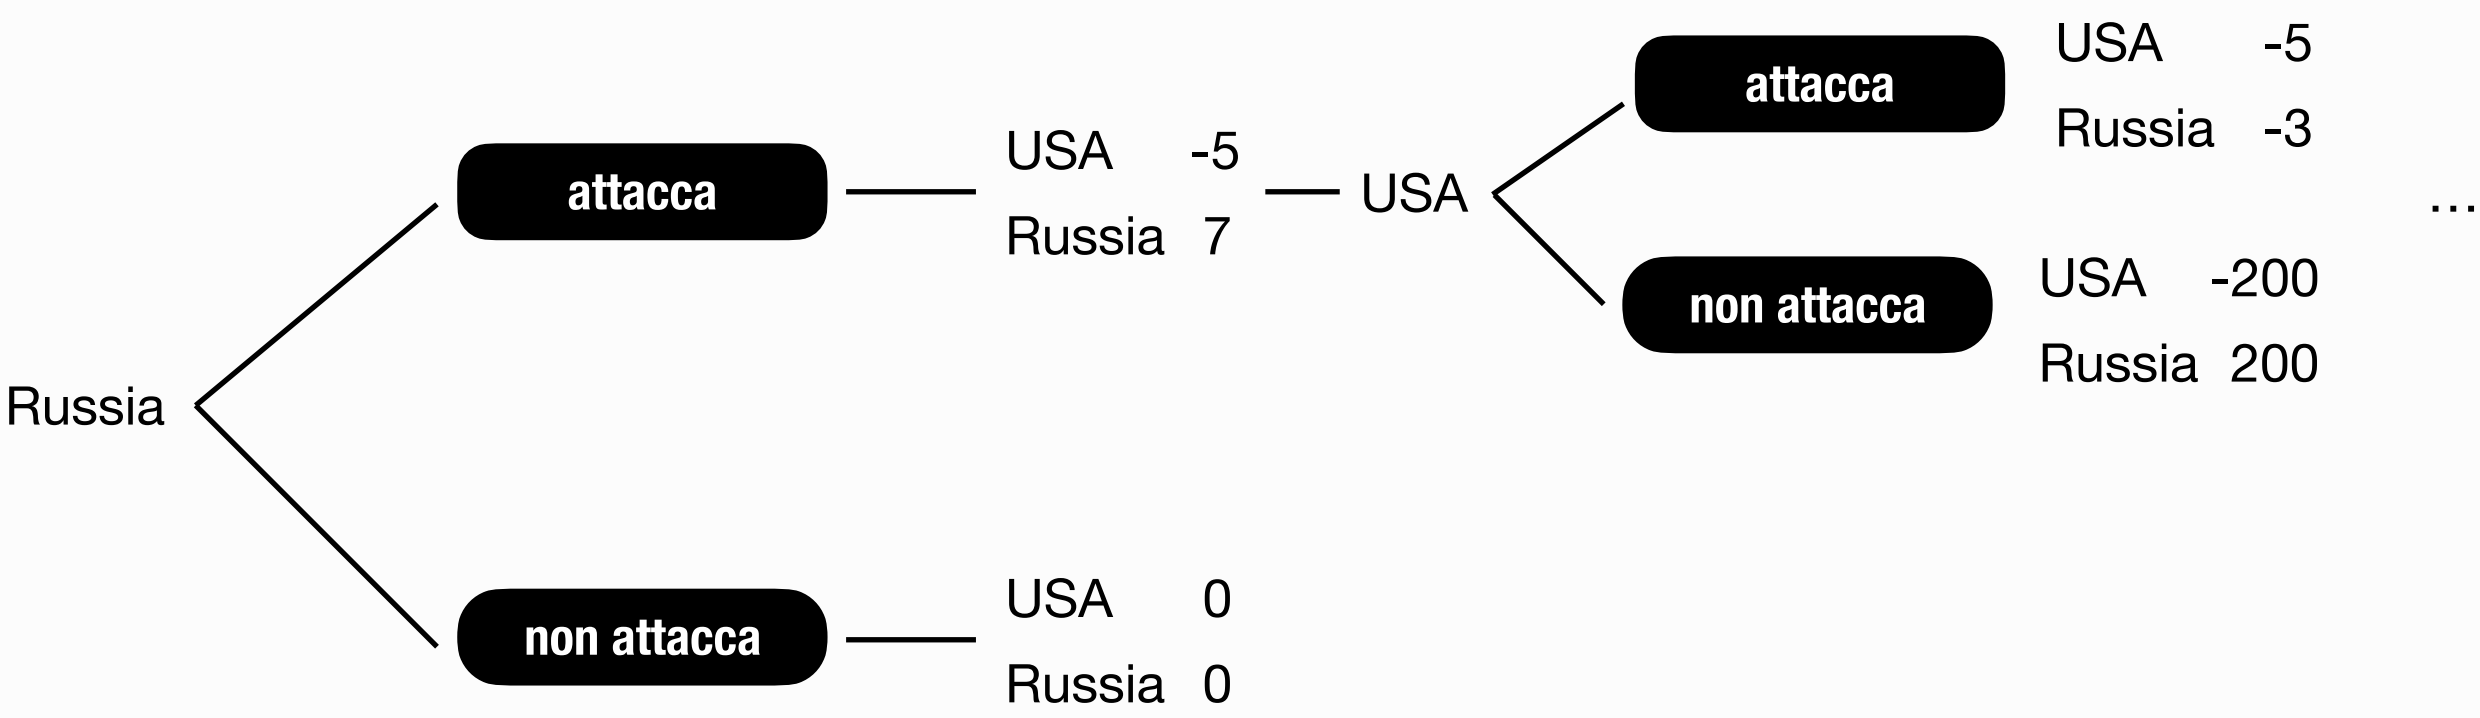 Russia
attacca
USA -5
Russia 7
USA
attacca
USA -5
Russia -3
non attacca
USA -200
Russia 200
...
non attacca
USA 0
Russia 0